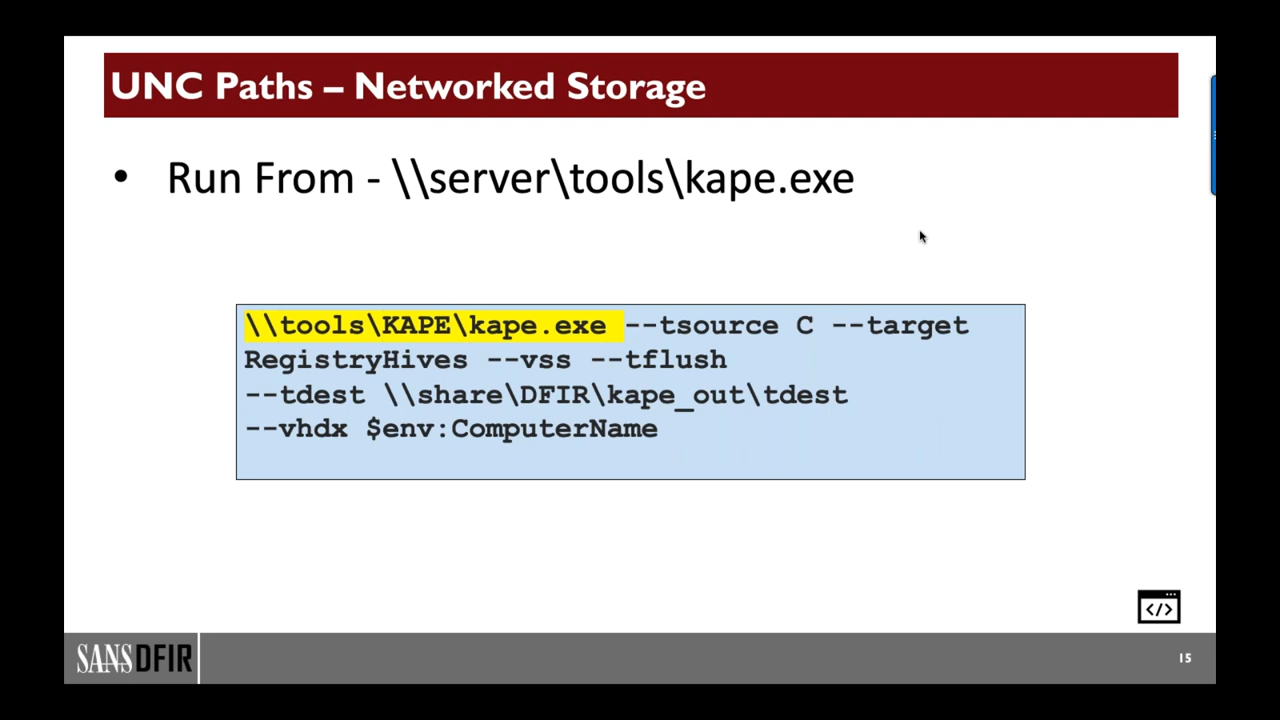 UNC Paths – Networked Storage
• Run From - \\server\tools\kape.exe
\\tools\KAPE\kape.exe --tsource C --target
RegistryHives --vss --tflush
--tdest \\share\DFIR\kape_out\tdest
--vhdx $env:ComputerName
</>
SANS DFIR
15